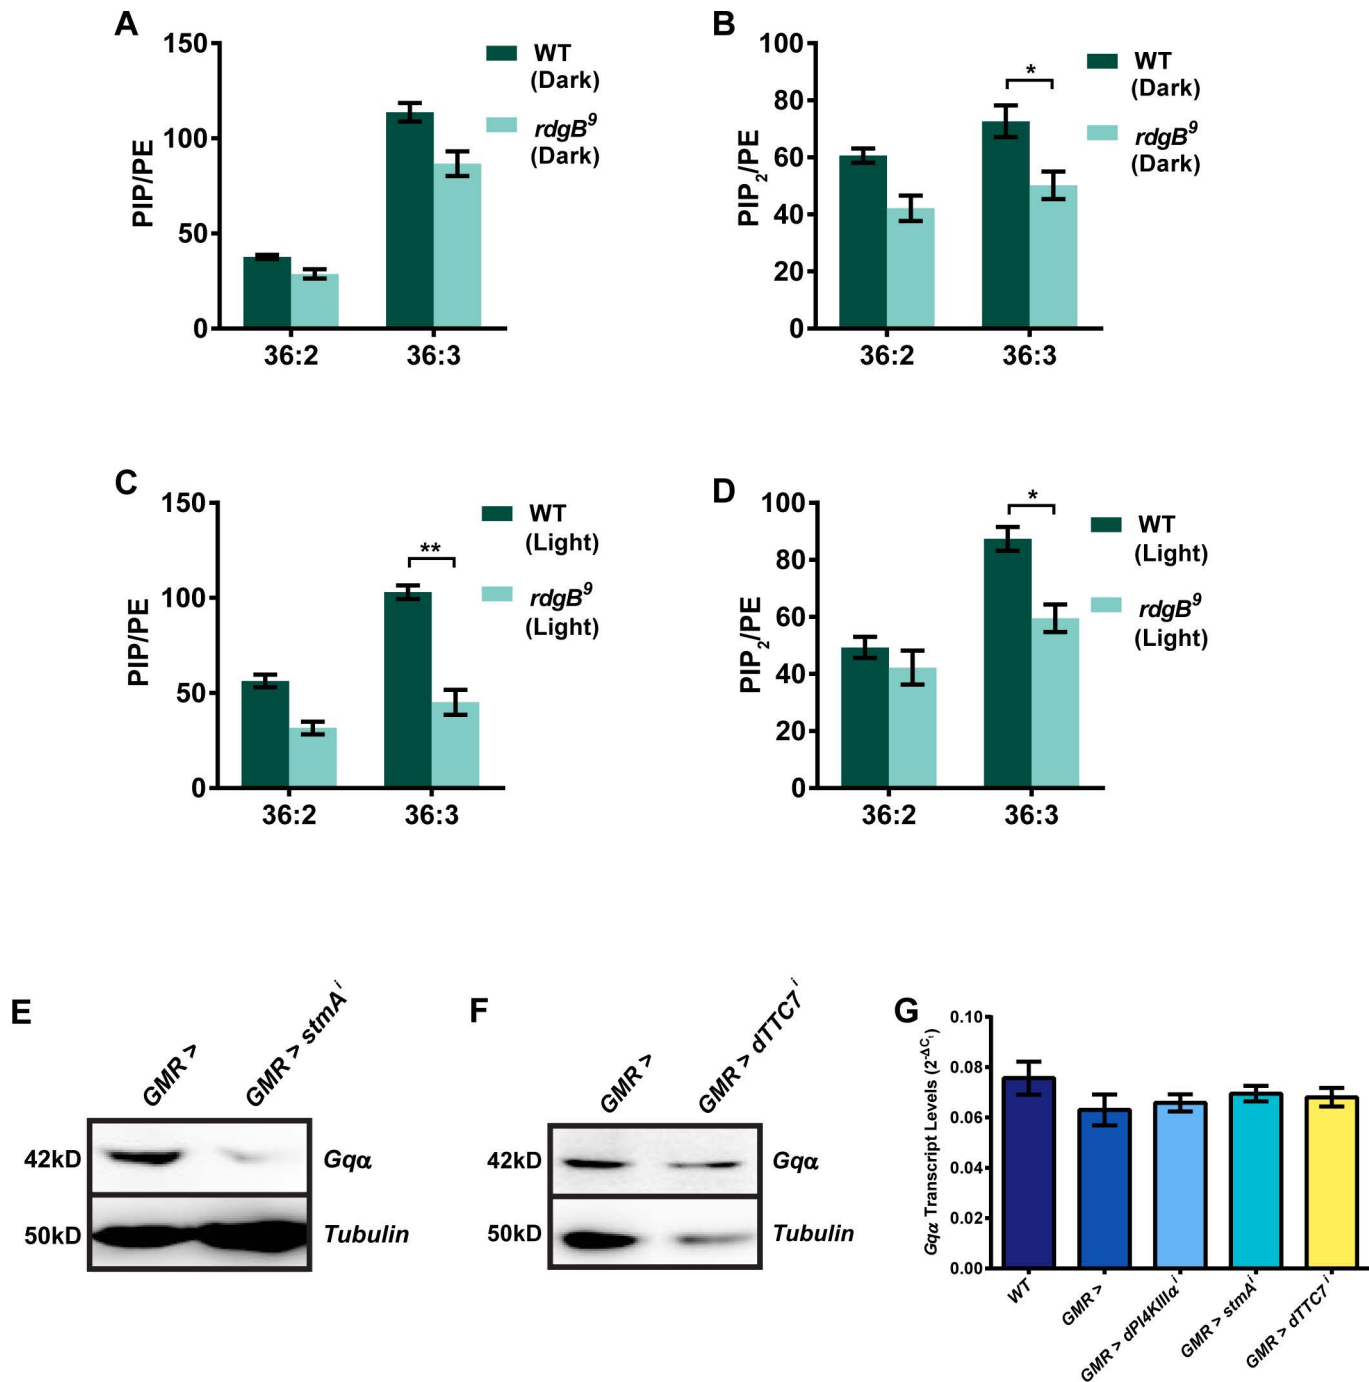 A
PIP/PE
150
100
50
0
36:2
36:3
WT
(Dark)
rdgB⁹
(Dark)
B
PIP₂/PE
100
80
60
40
20
0
*
36:2
36:3
WT
(Dark)
rdgB⁹
(Dark)
C
PIP/PE
150
100
50
0
**
36:2
36:3
WT
(Light)
rdgB⁹
(Light)
D
PIP₂/PE
100
80
60
40
20
0
*
36:2
36:3
WT
(Light)
rdgB⁹
(Light)
E
GMR >
GMR > stmAⁱ
42kD
Gqα
50kD
Tubulin
F
GMR >
GMR > dTTC7ⁱ
42kD
Gqα
50kD
Tubulin
G
Gqα Transcript Levels (2^-ΔCt)
0.10
0.08
0.06
0.04
0.02
0.00
WT
GMR >
GMR > dPI4KIIIαⁱ
GMR > stmAⁱ
GMR > dTTC7ⁱ